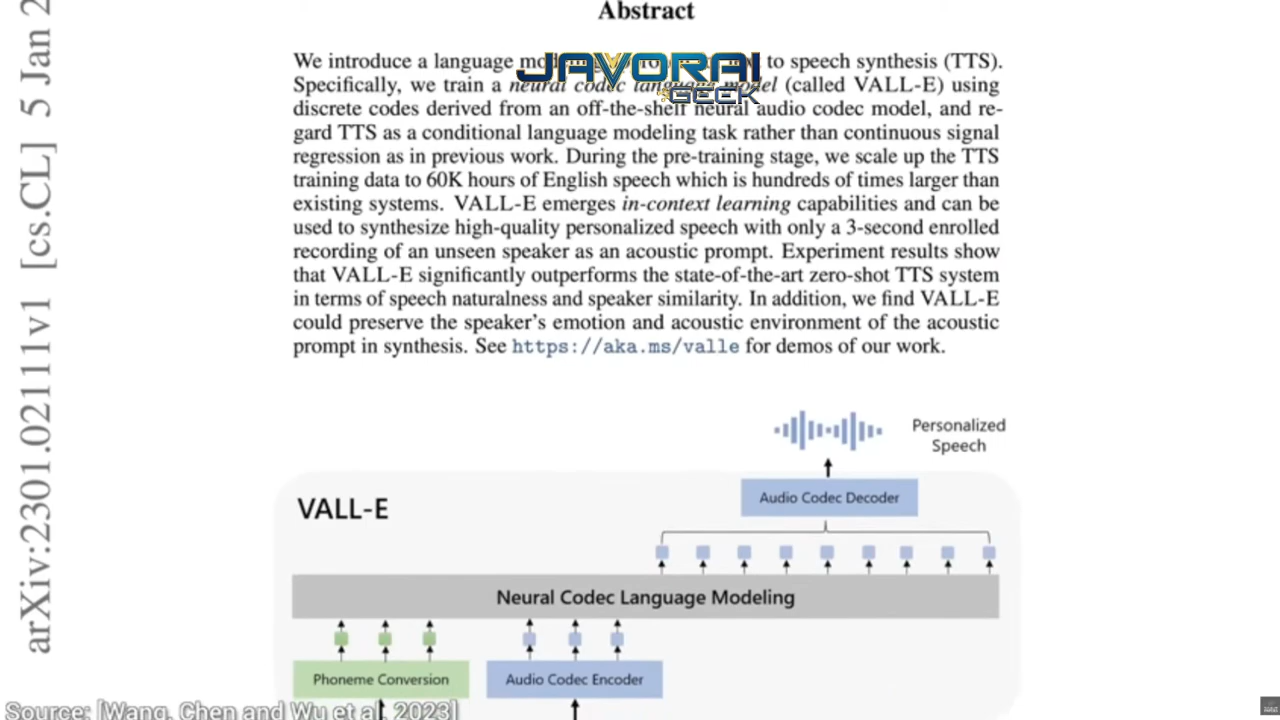 Abstract
We introduce a language to speech synthesis (TTS).
JAVORAI
GEEK
Specifically, we train a neural codec language model (called VALL-E) using
discrete codes derived from an off-the-shelf neural audio codec model, and re-
gard TTS as a conditional language modeling task rather than continuous signal
regression as in previous work. During the pre-training stage, we scale up the TTS
training data to 60K hours of English speech which is hundreds of times larger than
existing systems. VALL-E emerges in-context learning capabilities and can be
used to synthesize high-quality personalized speech with only a 3-second enrolled
recording of an unseen speaker as an acoustic prompt. Experiment results show
that VALL-E significantly outperforms the state-of-the-art zero-shot TTS system
in terms of speech naturalness and speaker similarity. In addition, we find VALL-E
could preserve the speaker's emotion and acoustic environment of the acoustic
prompt in synthesis. See https://aka.ms/valle for demos of our work.
arXiv:2301.02111v1 [cs.CL] 5 Jan 2
Personalized
Speech
VALL-E
Audio Codec Decoder
Neural Codec Language Modeling
Phoneme Conversion
Audio Codec Encoder
Source: [Wang, Chen and Wu et al, 2023]